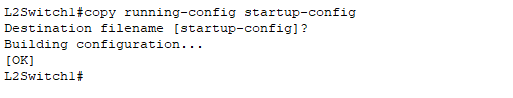 L2Switch1#copy running-config startup-config
Destination filename [startup-config]?
Building configuration...
[OK]
L2Switch1#